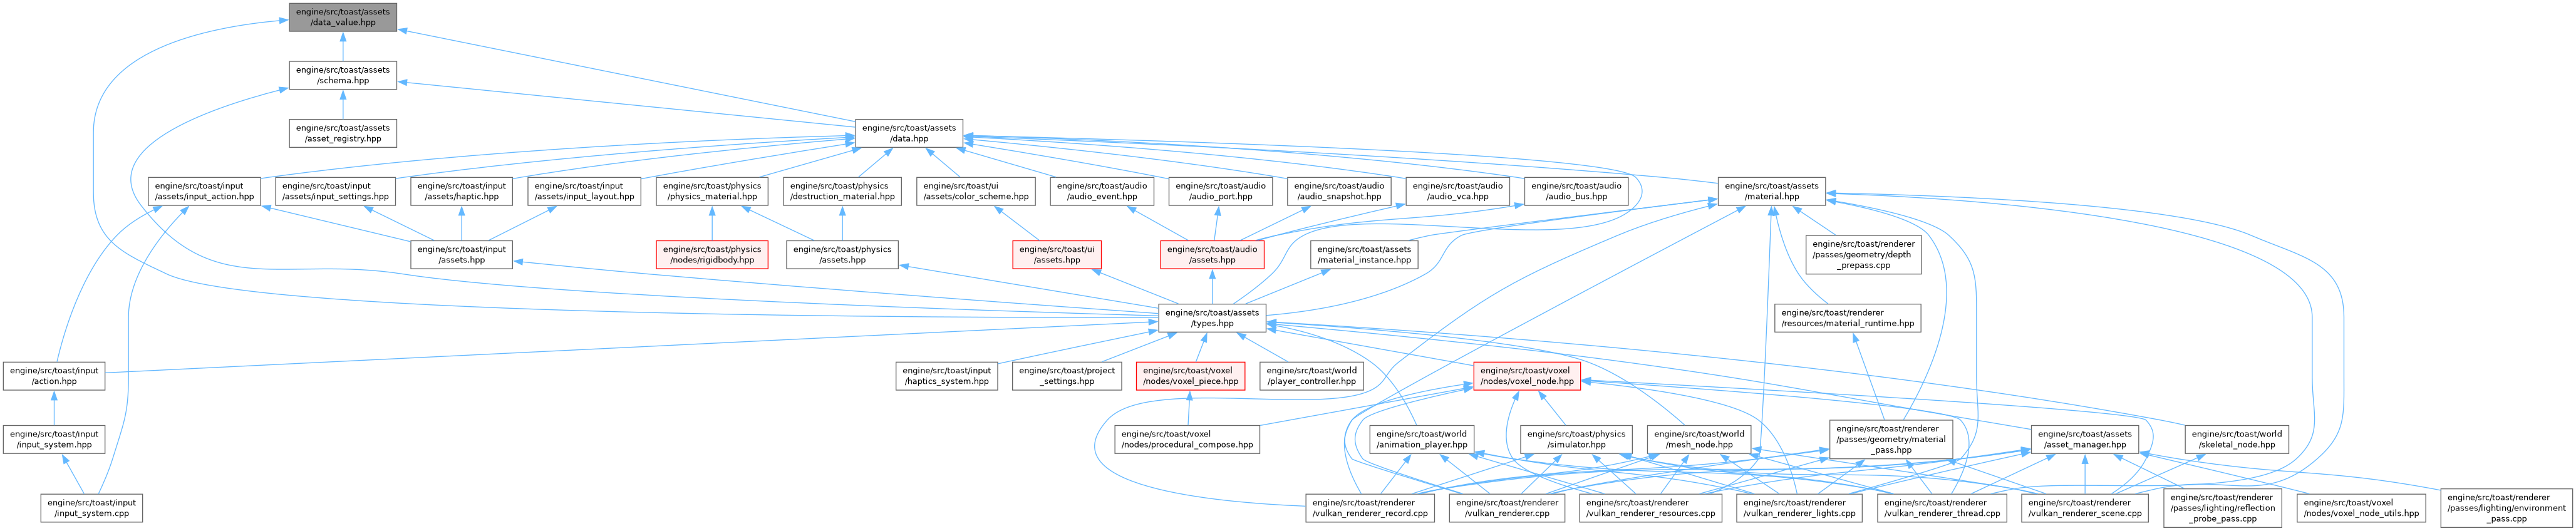 engine/src/toast/assets
/data_value.hpp
engine/src/toast/assets
/schema.hpp
engine/src/toast/assets
/asset_registry.hpp
engine/src/toast/assets
/data.hpp
engine/src/toast/input
/assets/input_action.hpp
engine/src/toast/input
/assets/input_settings.hpp
engine/src/toast/input
/assets/haptic.hpp
engine/src/toast/input
/assets/input_layout.hpp
engine/src/toast/physics
/physics_material.hpp
engine/src/toast/physics
/destruction_material.hpp
engine/src/toast/ui
/assets/color_scheme.hpp
engine/src/toast/audio
/audio_event.hpp
engine/src/toast/audio
/audio_port.hpp
engine/src/toast/audio
/audio_snapshot.hpp
engine/src/toast/audio
/audio_vca.hpp
engine/src/toast/audio
/audio_bus.hpp
engine/src/toast/assets
/material.hpp
engine/src/toast/input
/assets.hpp
engine/src/toast/physics
/nodes/rigidbody.hpp
engine/src/toast/physics
/assets.hpp
engine/src/toast/ui
/assets.hpp
engine/src/toast/audio
/assets.hpp
engine/src/toast/assets
/material_instance.hpp
engine/src/toast/renderer
/passes/geometry/depth
_prepass.cpp
engine/src/toast/assets
/types.hpp
engine/src/toast/renderer
/resources/material_runtime.hpp
engine/src/toast/input
/action.hpp
engine/src/toast/input
/haptics_system.hpp
engine/src/toast/project
_settings.hpp
engine/src/toast/voxel
/nodes/voxel_piece.hpp
engine/src/toast/world
/player_controller.hpp
engine/src/toast/voxel
/nodes/voxel_node.hpp
engine/src/toast/input
/input_system.hpp
engine/src/toast/voxel
/nodes/procedural_compose.hpp
engine/src/toast/world
/animation_player.hpp
engine/src/toast/physics
/simulator.hpp
engine/src/toast/world
/mesh_node.hpp
engine/src/toast/renderer
/passes/geometry/material
_pass.hpp
engine/src/toast/assets
/asset_manager.hpp
engine/src/toast/world
/skeletal_node.hpp
engine/src/toast/input
/input_system.cpp
engine/src/toast/renderer
/vulkan_renderer_record.cpp
engine/src/toast/renderer
/vulkan_renderer.cpp
engine/src/toast/renderer
/vulkan_renderer_resources.cpp
engine/src/toast/renderer
/vulkan_renderer_lights.cpp
engine/src/toast/renderer
/vulkan_renderer_thread.cpp
engine/src/toast/renderer
/vulkan_renderer_scene.cpp
engine/src/toast/renderer
/passes/lighting/reflection
_probe_pass.cpp
engine/src/toast/voxel
/nodes/voxel_node_utils.hpp
engine/src/toast/renderer
/passes/lighting/environment
_pass.cpp